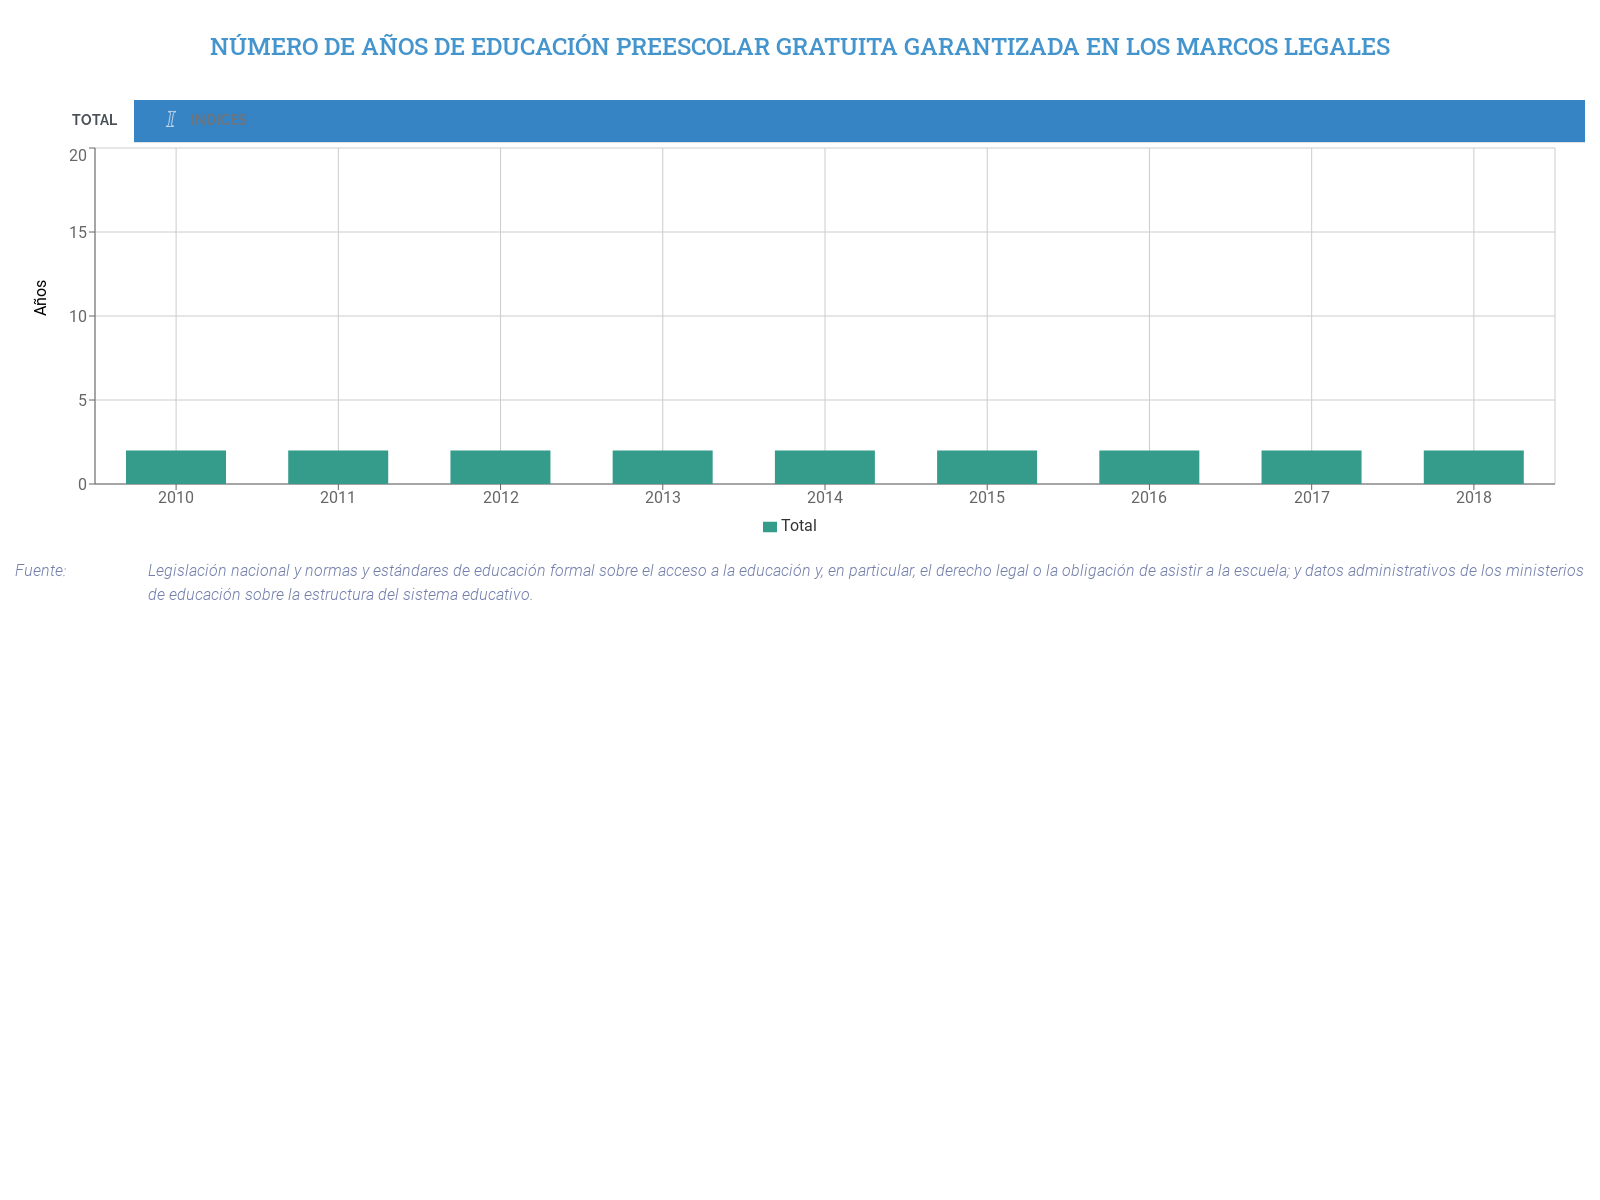 NÚMERO DE AÑOS DE EDUCACIÓN PREESCOLAR GRATUITA GARANTIZADA EN LOS MARCOS LEGALES
TOTAL
INDICES
20
15
10
5
0
Años
2010 2011 2012 2013 2014 2015 2016 2017 2018
Total
Fuente: Legislación nacional y normas y estándares de educación formal sobre el acceso a la educación y, en particular, el derecho legal o la obligación de asistir a la escuela; y datos administrativos de los ministerios
de educación sobre la estructura del sistema educativo.